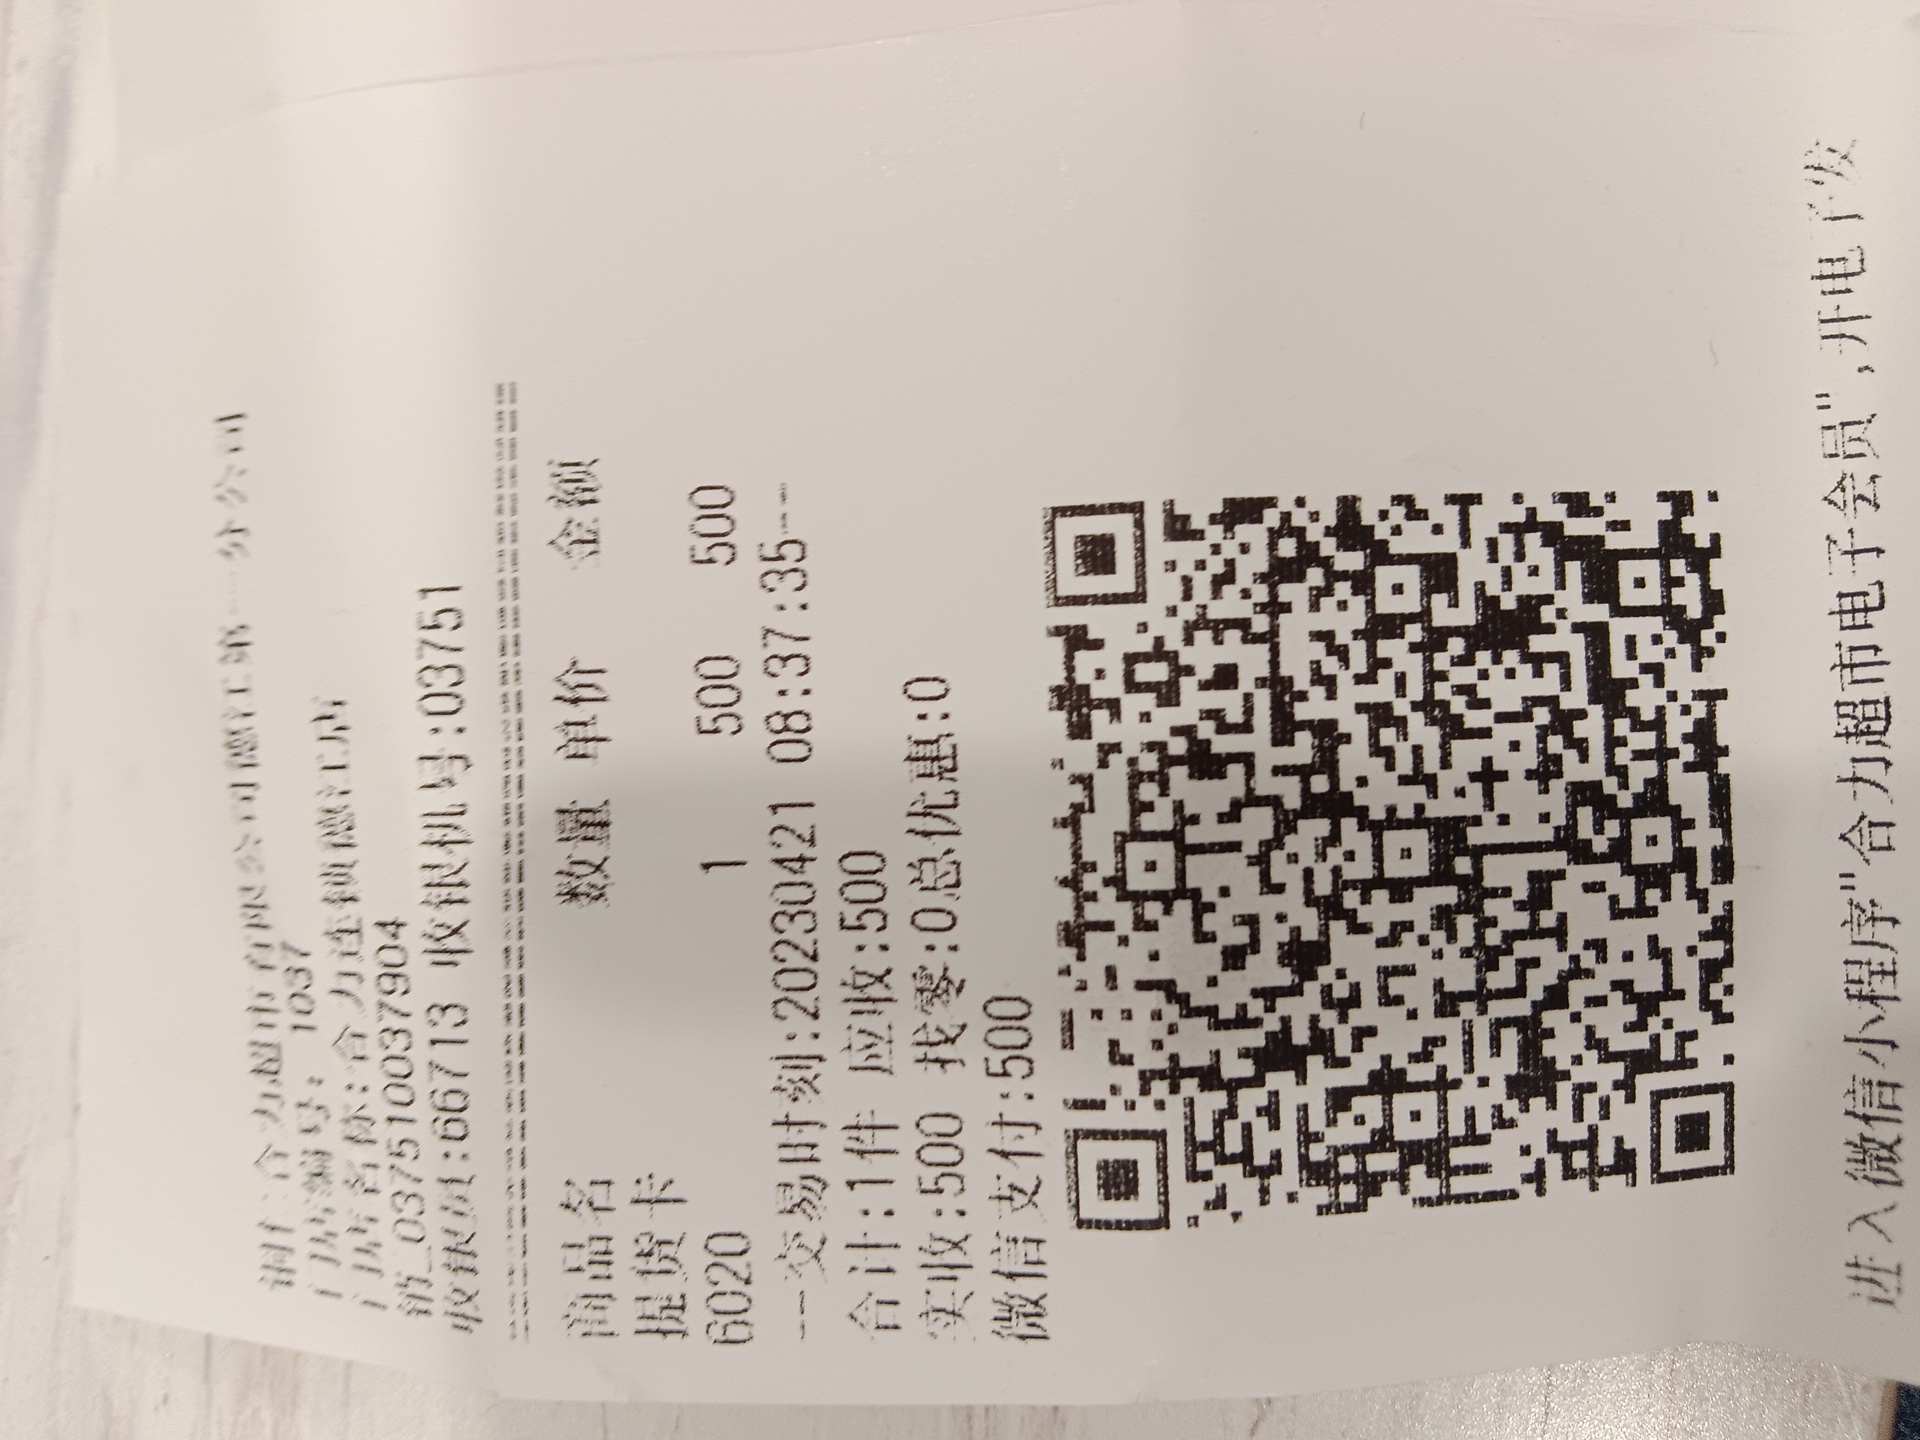 铜仁合力超市有限公司德江第一分公司
门店编号: 1037
门店名称:合力连锁德江店
销_0375100379​04
收银员:66713 收银机号:03751
商品名 数量 单价 金额
提货卡
6020 1 500 500
--交易时刻:20230421 08:37:35---
合计:1件 应收:500
实收:500 找零:0总优惠:0
微信支付:500
进入微信小程序"合力超市电子会员",开电子发